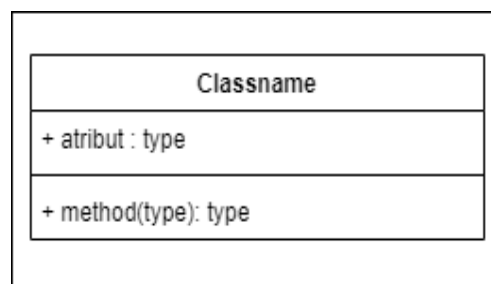 Classname
+ atribut : type
+ method(type): type